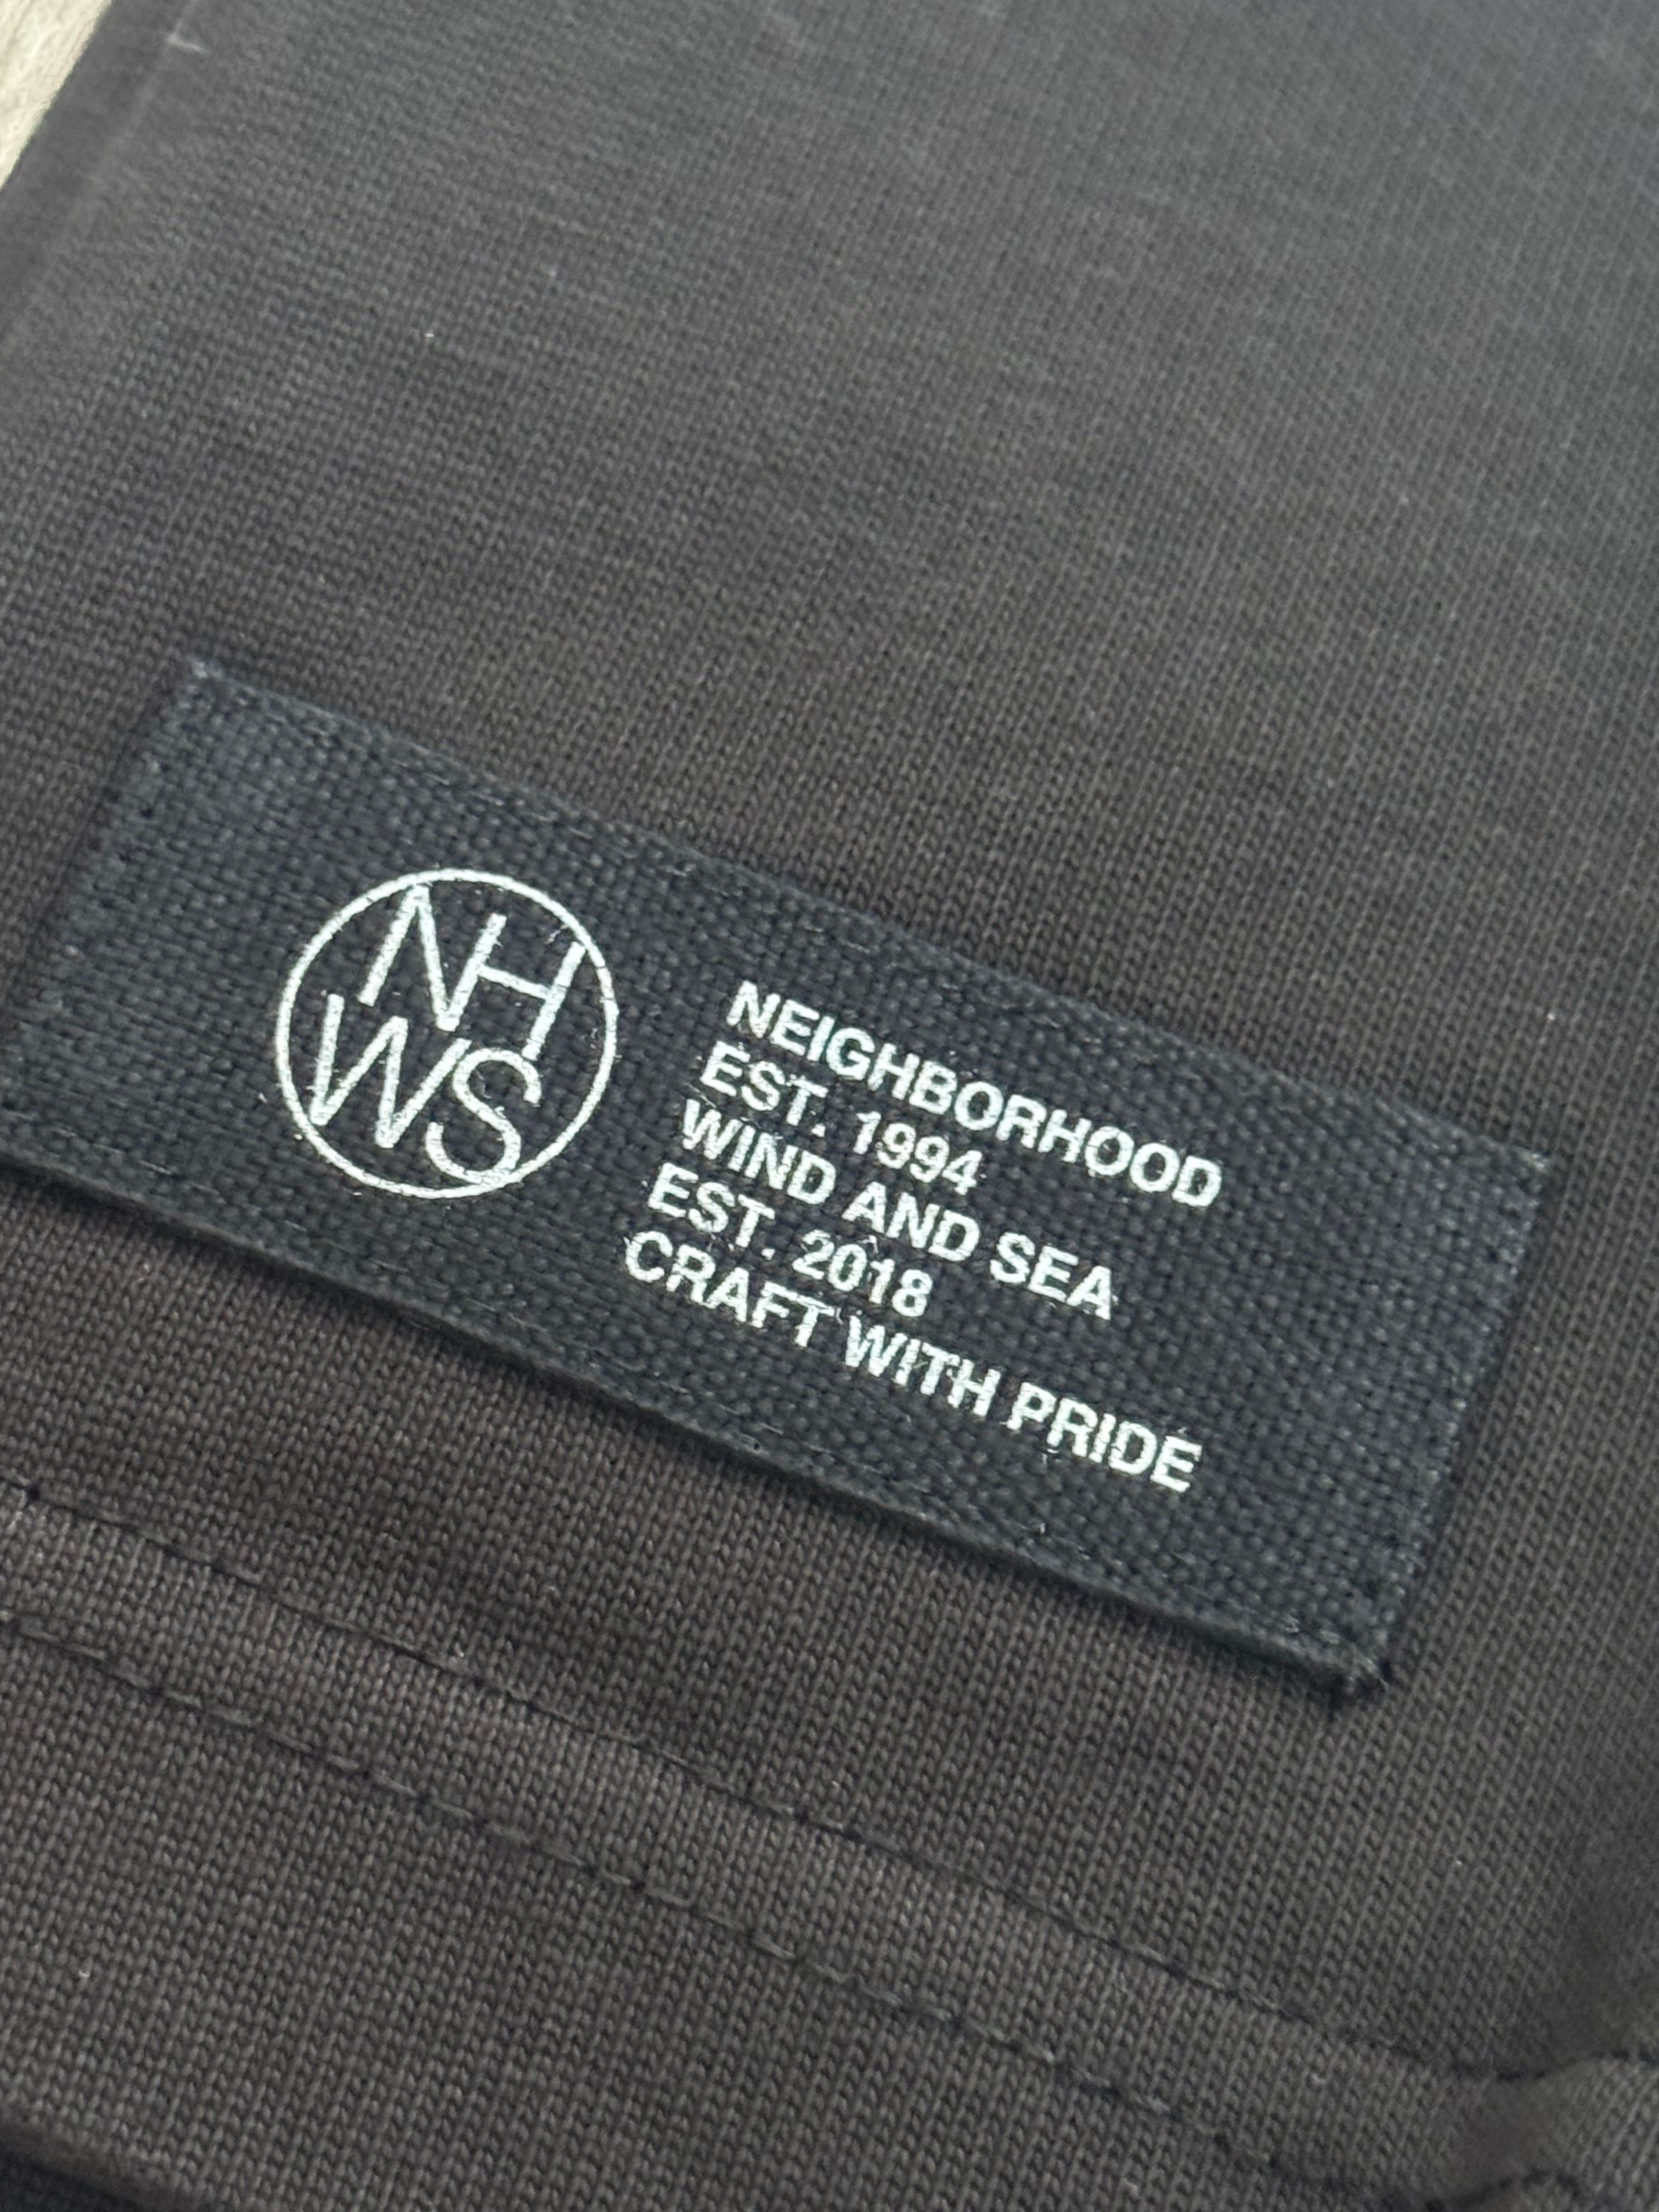 NH
WS
NEIGHBORHOOD
EST. 1994
WIND AND SEA
EST. 2018
CRAFT WITH PRIDE